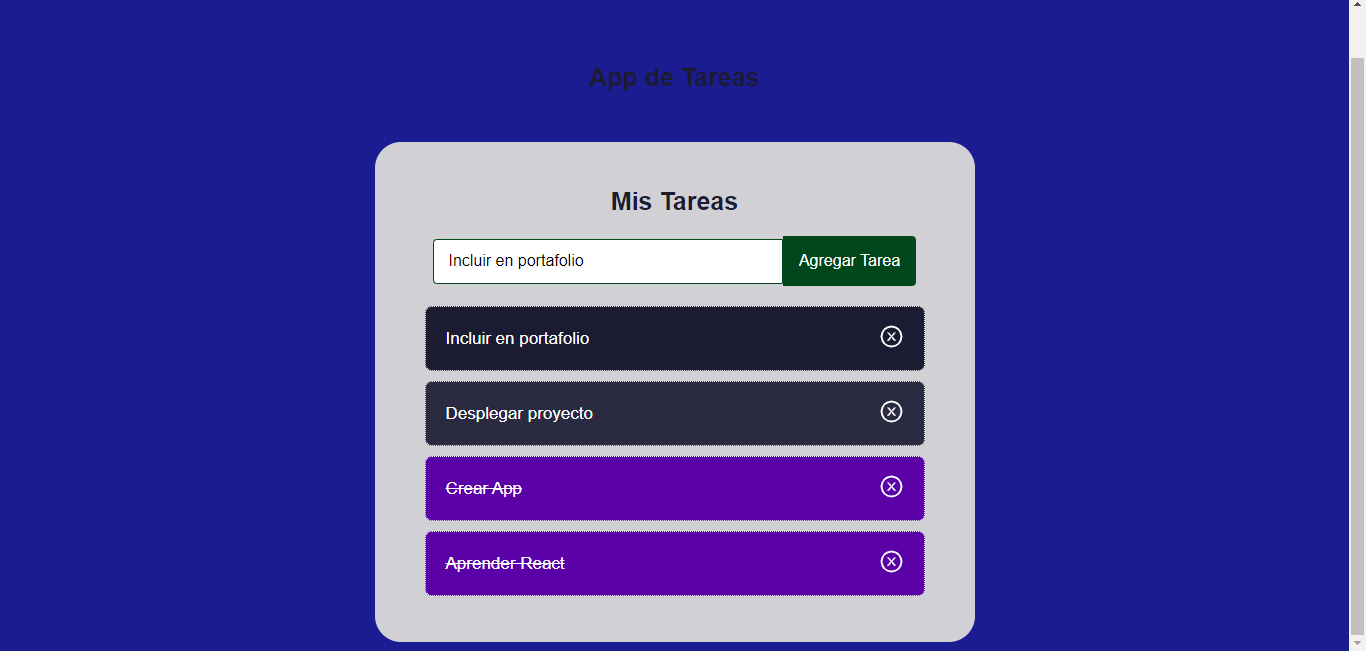 App de Tareas
Mis Tareas
Incluir en portafolio
Agregar Tarea
Incluir en portafolio
Desplegar proyecto
Crear App
Aprender React